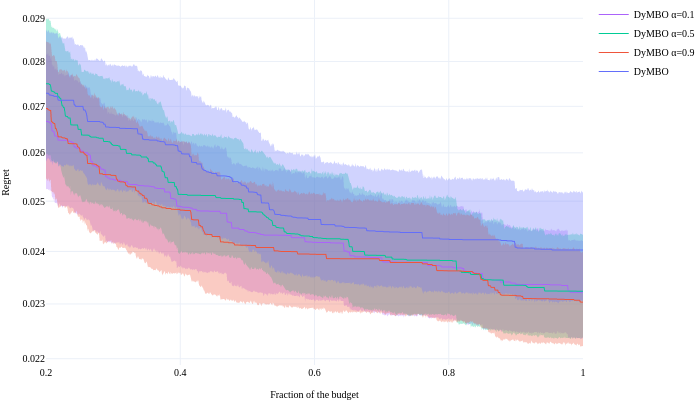 0.029
0.028
0.027
0.026
0.025
0.024
0.023
0.022
Regret
0.2 0.4 0.6 0.8 1
Fraction of the budget
DyMBO α=0.1
DyMBO α=0.5
DyMBO α=0.9
DyMBO